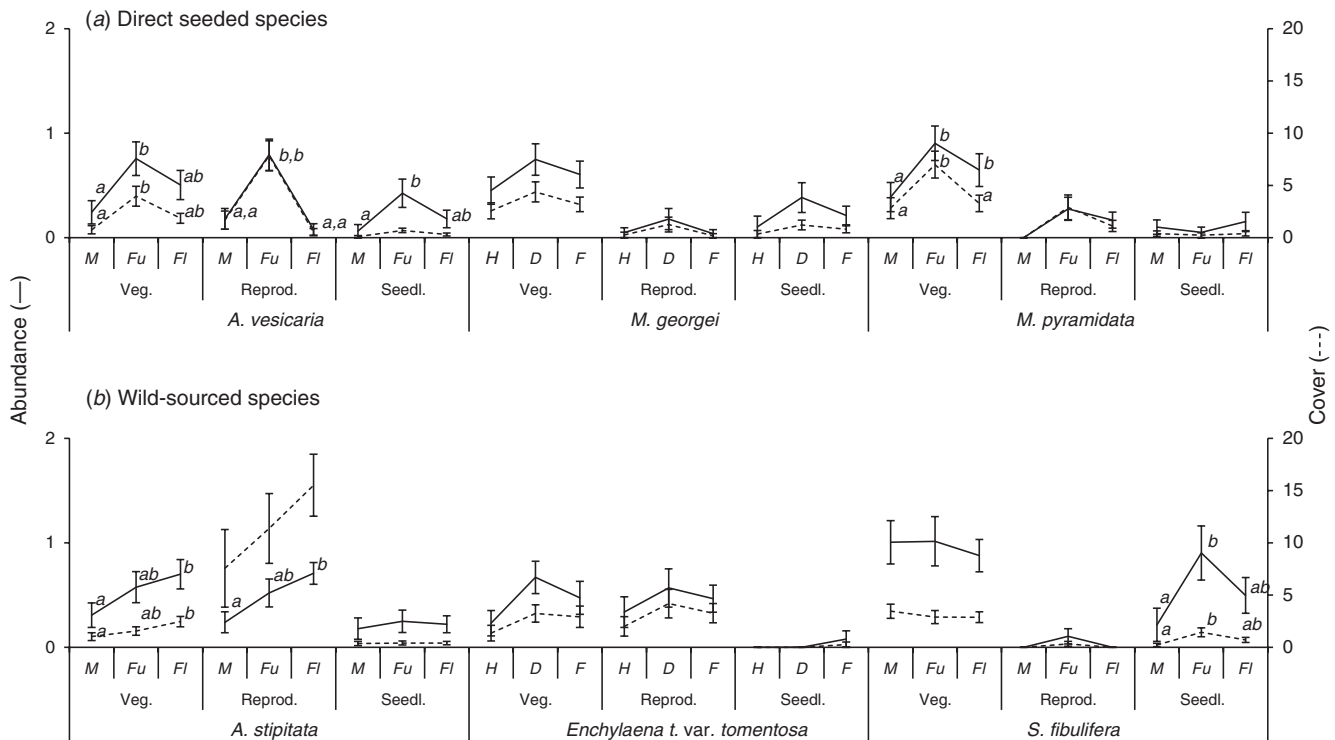 (a) Direct seeded species
2 20
b b b,b b
a ab b a b
1 10
15
5
a ab a,a a,a a ab a a
0 0
M Fu Fl M Fu Fl M Fu Fl H D F H D F H D F M Fu Fl M Fu Fl M Fu Fl
Veg. Reprod. Seedl. Veg. Reprod. Seedl. Veg. Reprod. Seedl.
A. vesicaria M. georgei M. pyramidata
Abundance (—)
Cover (---)
(b) Wild-sourced species
2 20
15
1 10
5
a ab b a ab b a b ab
a ab b a b ab
0 0
M Fu Fl M Fu Fl M Fu Fl H D F H D F H D F M Fu Fl M Fu Fl M Fu Fl
Veg. Reprod. Seedl. Veg. Reprod. Seedl. Veg. Reprod. Seedl.
A. stipitata Enchylaena t. var. tomentosa S. fibulifera